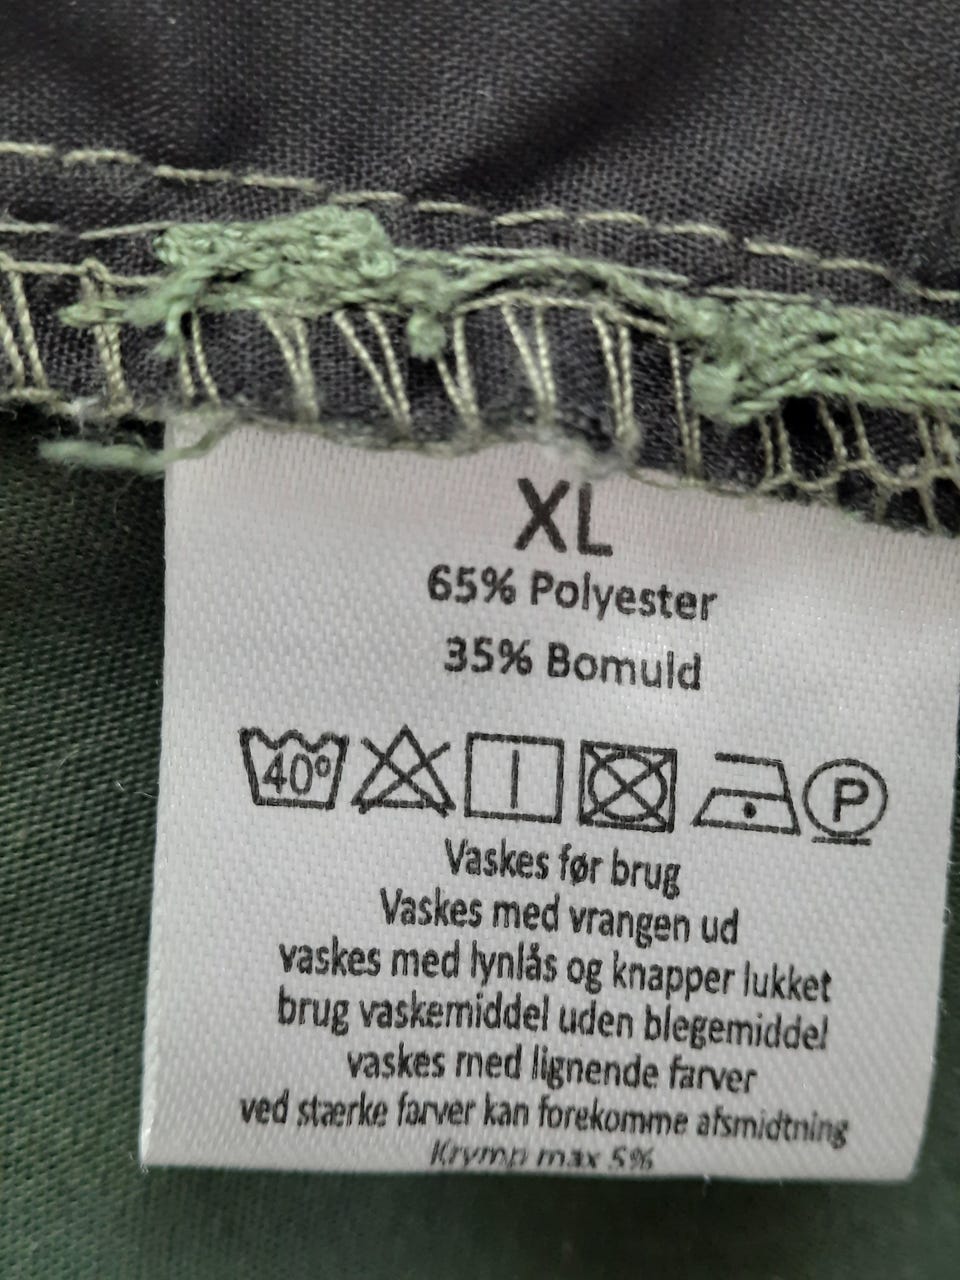 XL
65% Polyester
35% Bomuld
40°
P
Vaskes før brug
Vaskes med vrangen ud
vaskes med lynlås og knapper lukket
brug vaskemiddel uden blegemiddel
vaskes med lignende farver
ved stærke farver kan forekomme afsmidtning
Krymp max 5%